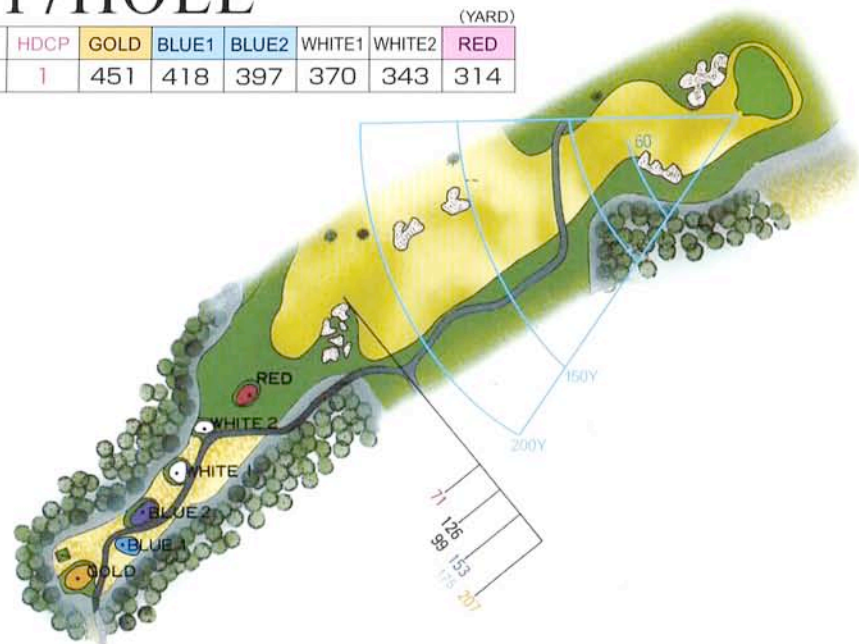 HOLE
(YARD)
HDCP GOLD BLUE1 BLUE2 WHITE1 WHITE2 RED
1 451 418 397 370 343 314
60
RED
150Y
WHITE 2
200Y
WHITE 1
71
BLUE 2
126
99
BLUE 1
153
175
GOLD
207